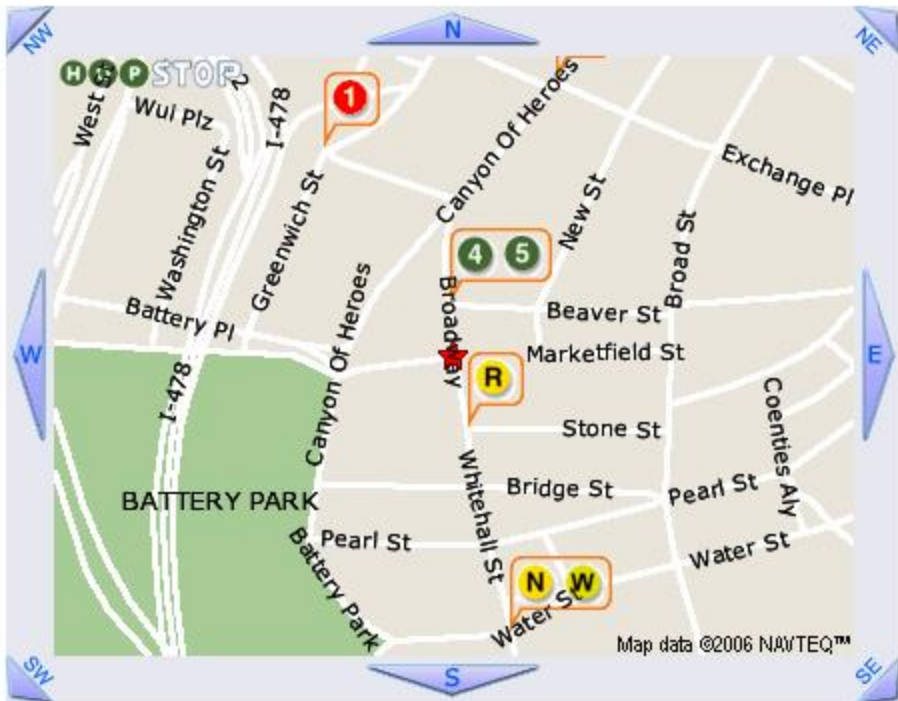 NW
N
NE
HOPSTOP
West St
Wui Plz
2
I-478
1
Canyon Of Heroes
Exchange Pl
Washington St
Greenwich St
New St
Broad St
4 5
Battery Pl
Canyon Of Heroes
Broadway
Beaver St
Marketfield St
W
E
R
I-478
Coenties Aly
Stone St
BATTERY PARK
Whitehall St
Bridge St
Pearl St
Pearl St
Battery Park
Water St
N W
Water St
Map data ©2006 NAVTEQ™
SW
S
SE